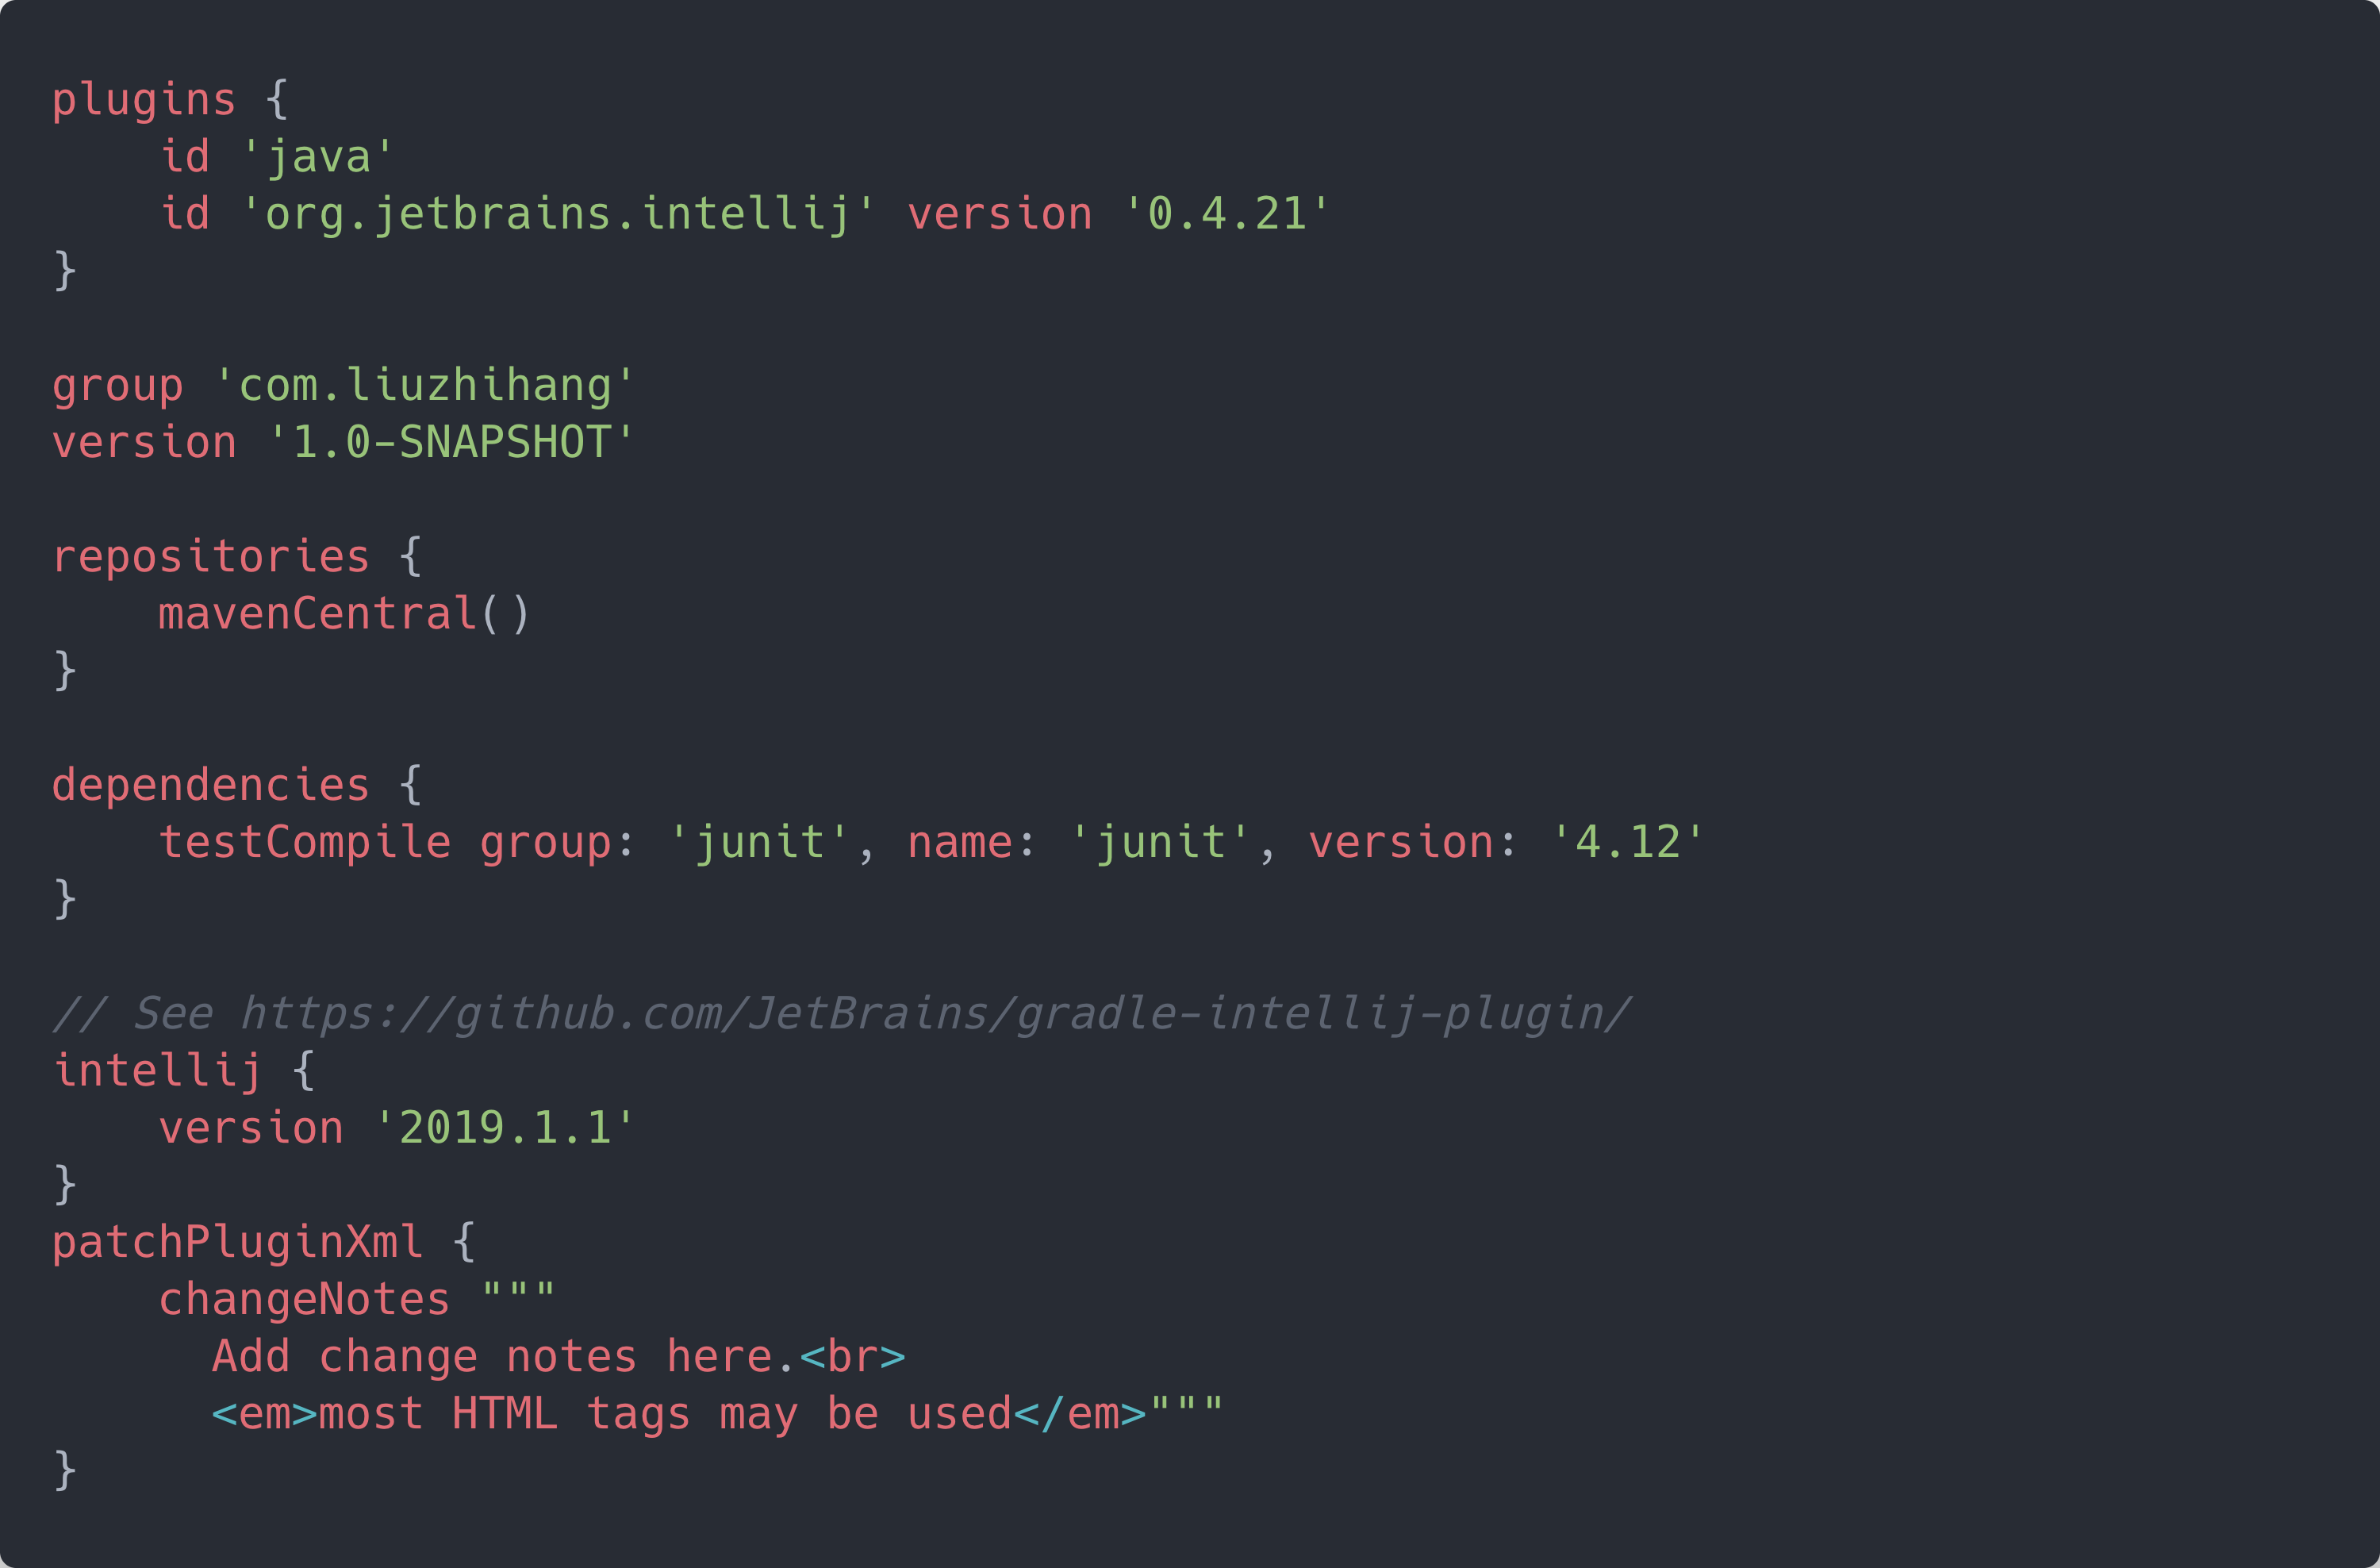 plugins {
    id 'java'
    id 'org.jetbrains.intellij' version '0.4.21'
}

group 'com.liuzhihang'
version '1.0-SNAPSHOT'

repositories {
    mavenCentral()
}

dependencies {
    testCompile group: 'junit', name: 'junit', version: '4.12'
}

// See https://github.com/JetBrains/gradle-intellij-plugin/
intellij {
    version '2019.1.1'
}
patchPluginXml {
    changeNotes """
      Add change notes here.<br>
      <em>most HTML tags may be used</em>"""
}